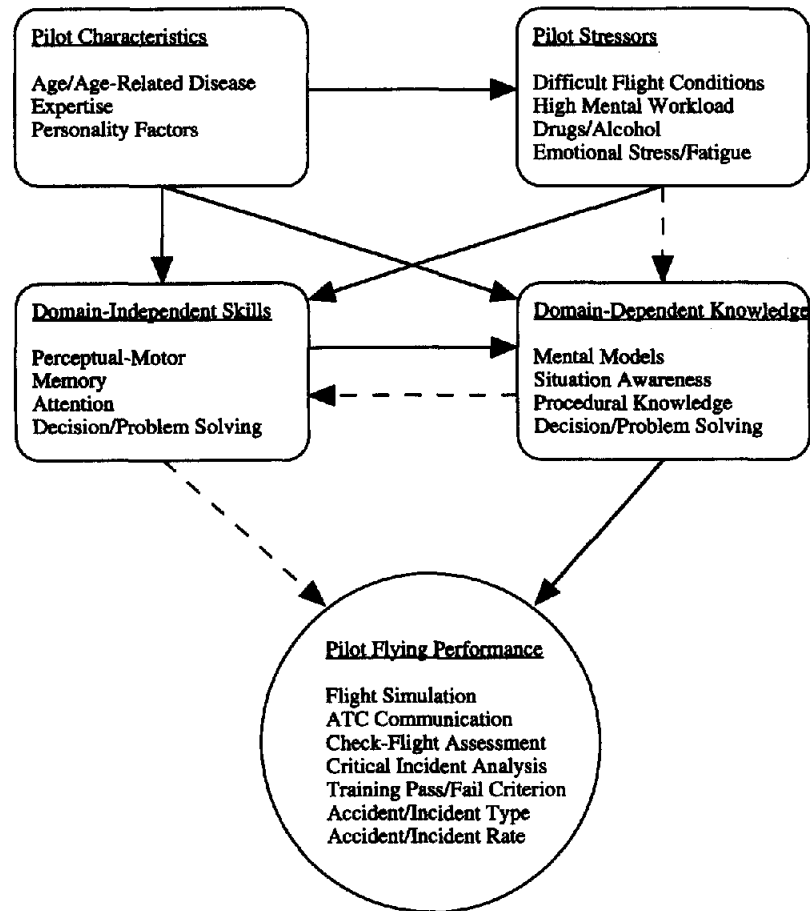 Pilot Characteristics
Age/Age-Related Disease
Expertise
Personality Factors
Pilot Stressors
Difficult Flight Conditions
High Mental Workload
Drugs/Alcohol
Emotional Stress/Fatigue
Domain-Independent Skills
Perceptual-Motor
Memory
Attention
Decision/Problem Solving
Domain-Dependent Knowledge
Mental Models
Situation Awareness
Procedural Knowledge
Decision/Problem Solving
Pilot Flying Performance
Flight Simulation
ATC Communication
Check-Flight Assessment
Critical Incident Analysis
Training Pass/Fail Criterion
Accident/Incident Type
Accident/Incident Rate